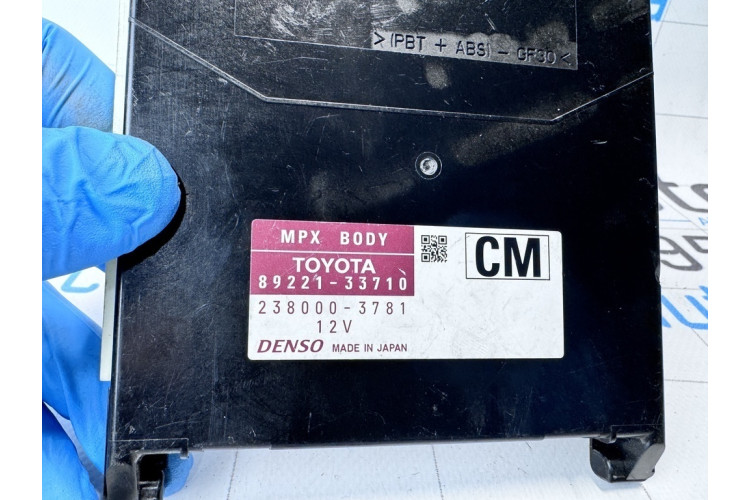 >(PBT + ABS)-GF30<
MPX BODY
TOYOTA
89221-33710
CM
238000-3781
12V
DENSO MADE IN JAPAN